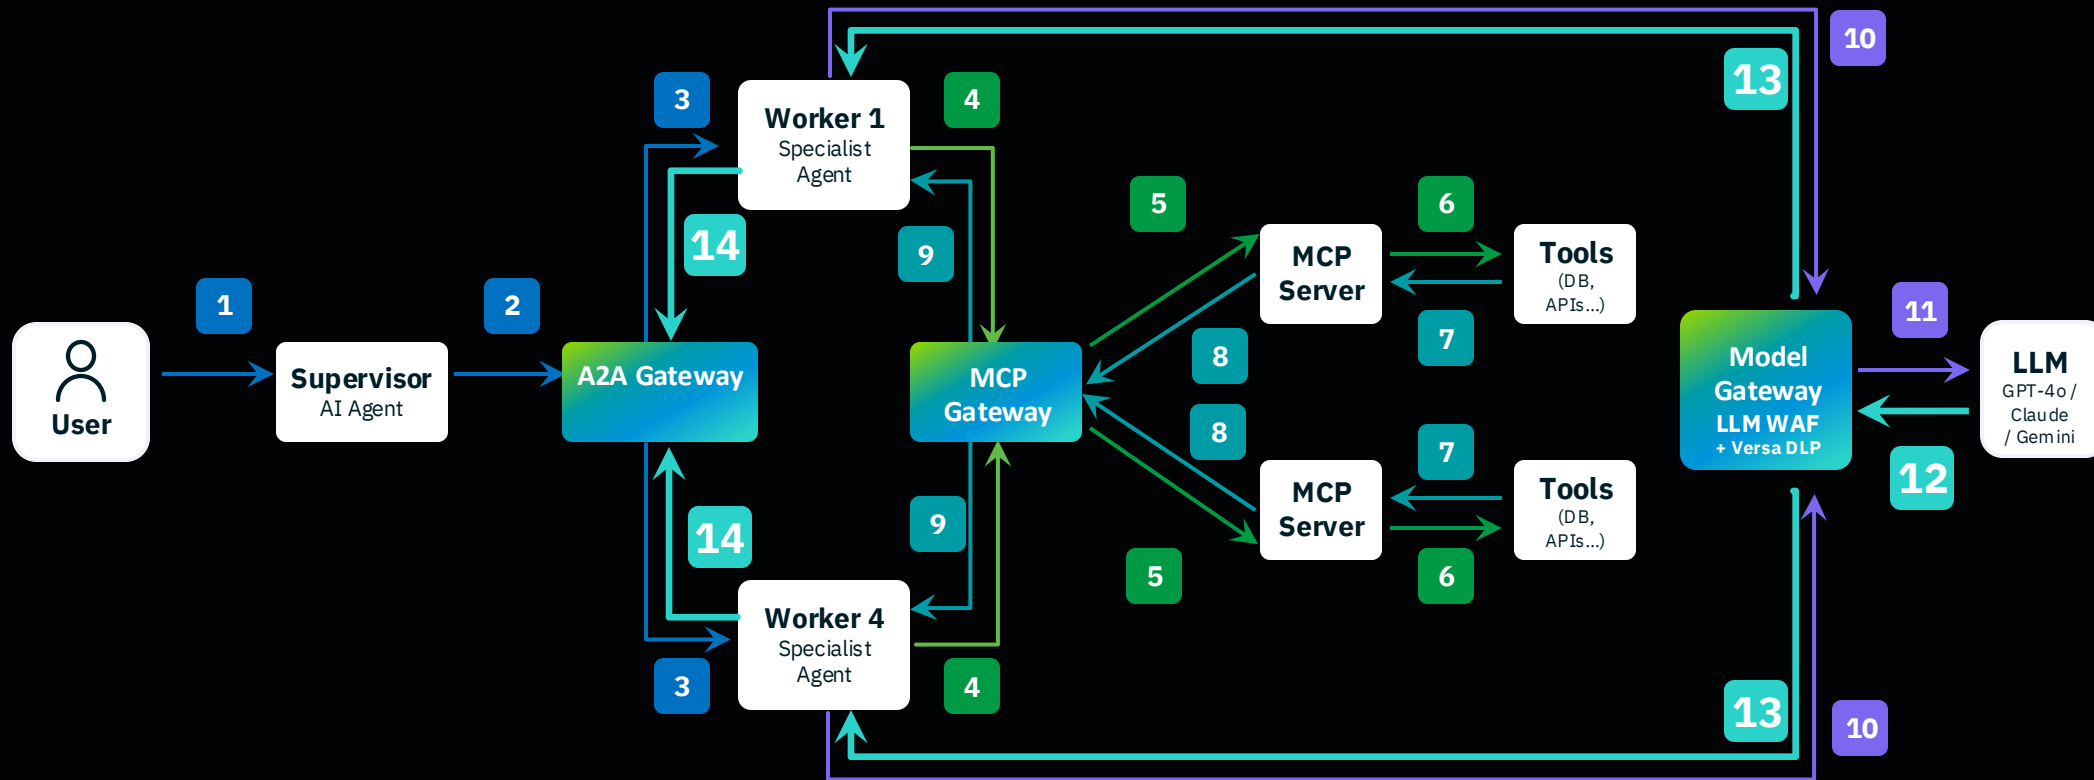 10
13
3
Worker 1
Specialist
Agent
4
5
6
14
9
MCP
Server
Tools
(DB,
APIs...)
1
2
11
User
Supervisor
AI Agent
A2A Gateway
MCP
Gateway
8
7
Model
Gateway
LLM WAF
+ Versa DLP
LLM
GPT-4o /
Claude
/ Gemini
12
8
7
9
14
MCP
Server
Tools
(DB,
APIs...)
5
6
Worker 4
Specialist
Agent
3
4
13
10